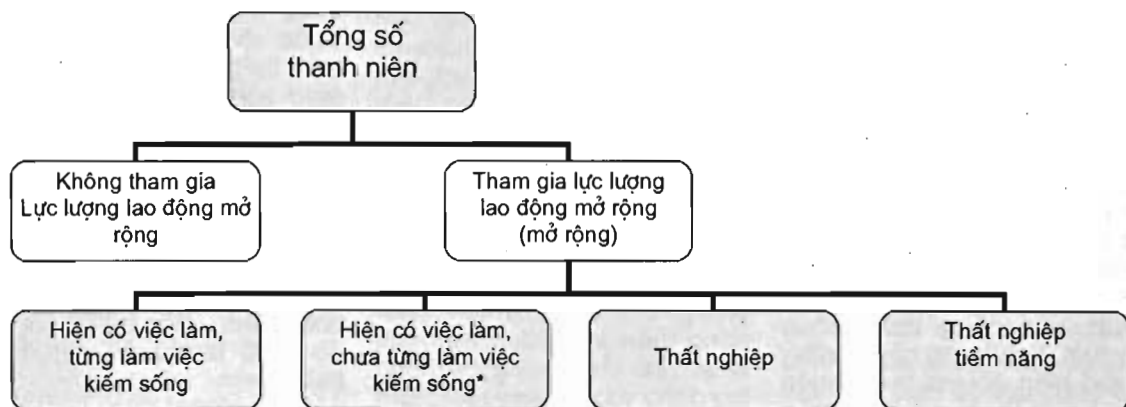 Tổng số
thanh niên
Không tham gia
Lực lượng lao động mở
rộng
Tham gia lực lượng
lao động mở rộng
(mở rộng)
Hiện có việc làm,
từng làm việc
kiếm sống
Hiện có việc làm,
chưa từng làm việc
kiếm sống*
Thất nghiệp
Thất nghiệp
tiềm năng